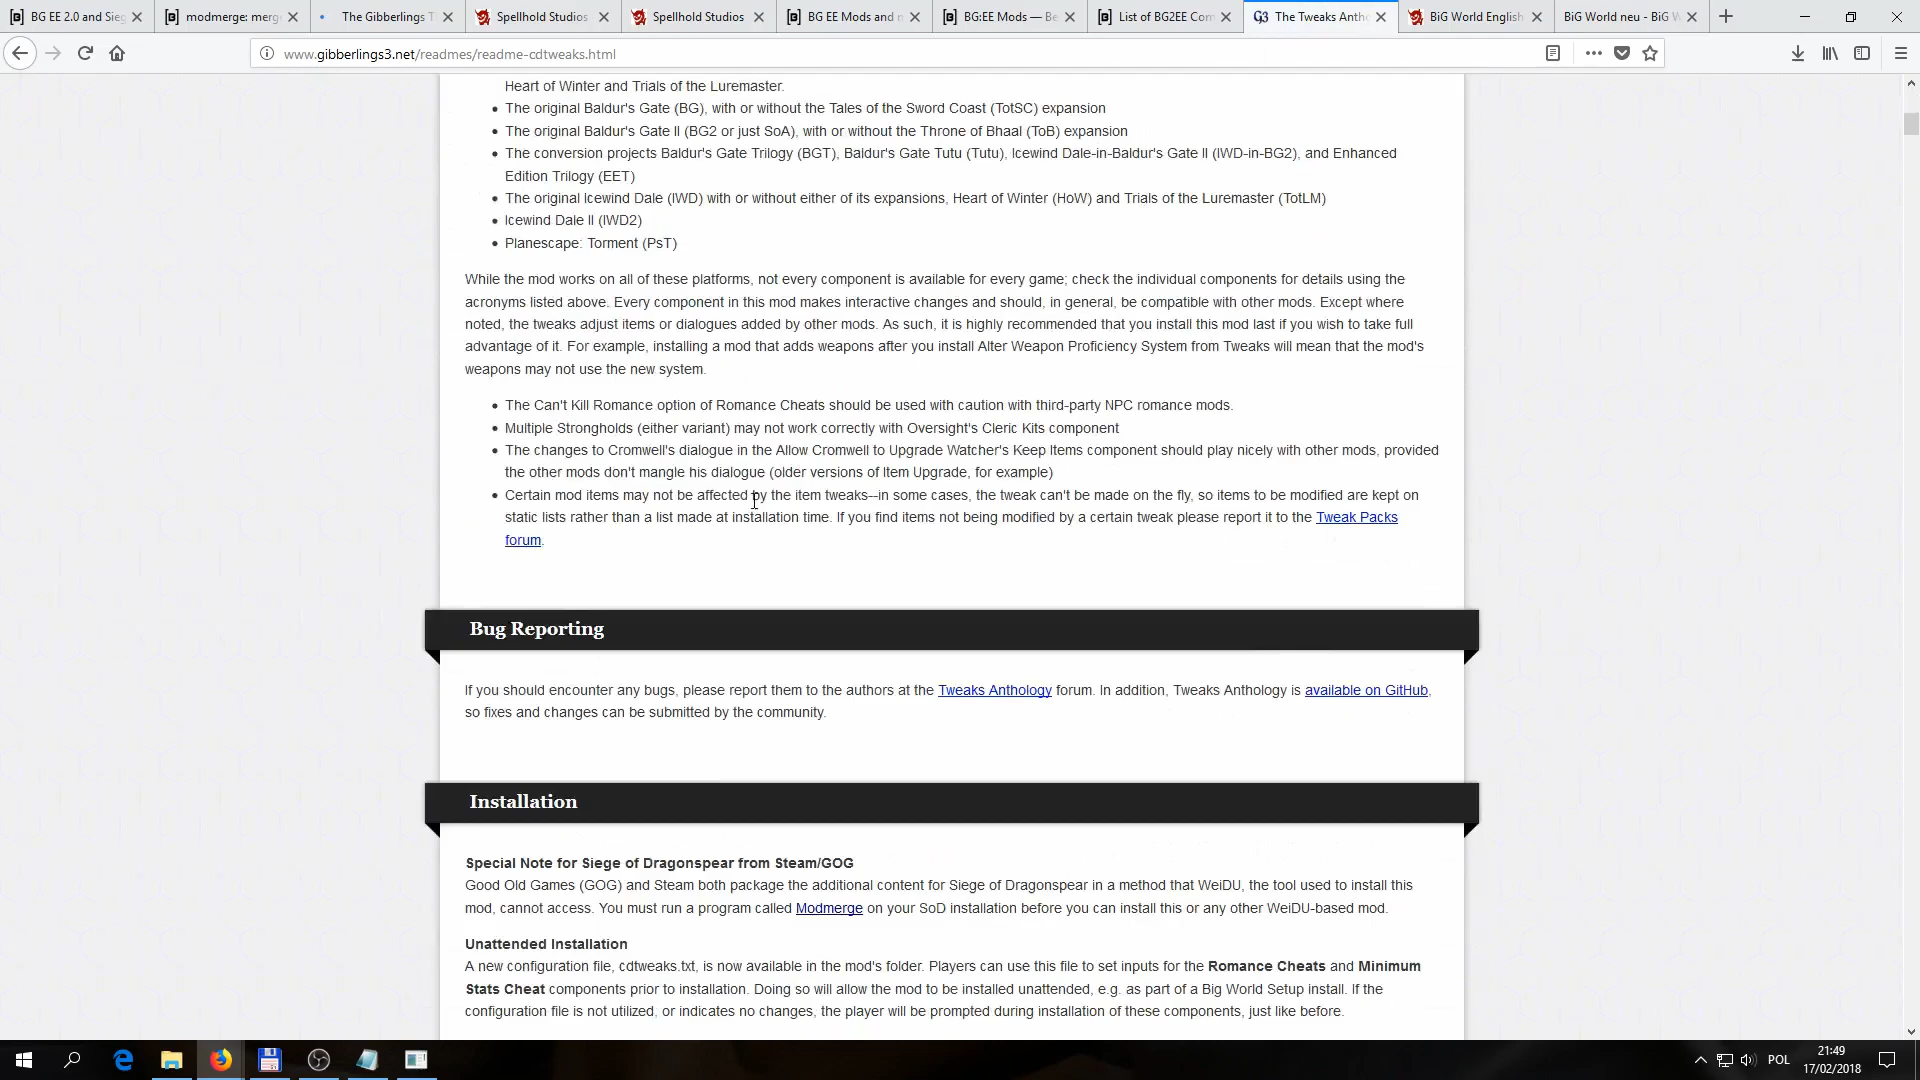 BG EE 2.0 and Sieg
modmerge: merg
The Gibberlings T
Spellhold Studios
Spellhold Studios
BG EE Mods and n
BG:EE Mods — Be
List of BG2EE Com
G3 The Tweaks Antho
BiG World English
BiG World neu - BiG W
www.gibberlings3.net/readmes/readme-cdtweaks.html
Heart of Winter and Trials of the Luremaster.
The original Baldur's Gate (BG), with or without the Tales of the Sword Coast (TotSC) expansion
The original Baldur's Gate II (BG2 or just SoA), with or without the Throne of Bhaal (ToB) expansion
The conversion projects Baldur's Gate Trilogy (BGT), Baldur's Gate Tutu (Tutu), Icewind Dale-in-Baldur's Gate II (IWD-in-BG2), and Enhanced
Edition Trilogy (EET)
The original Icewind Dale (IWD) with or without either of its expansions, Heart of Winter (HoW) and Trials of the Luremaster (TotLM)
Icewind Dale II (IWD2)
Planescape: Torment (PsT)
While the mod works on all of these platforms, not every component is available for every game; check the individual components for details using the
acronyms listed above. Every component in this mod makes interactive changes and should, in general, be compatible with other mods. Except where
noted, the tweaks adjust items or dialogues added by other mods. As such, it is highly recommended that you install this mod last if you wish to take full
advantage of it. For example, installing a mod that adds weapons after you install Alter Weapon Proficiency System from Tweaks will mean that the mod's
weapons may not use the new system.
The Can't Kill Romance option of Romance Cheats should be used with caution with third-party NPC romance mods.
Multiple Strongholds (either variant) may not work correctly with Oversight's Cleric Kits component
The changes to Cromwell's dialogue in the Allow Cromwell to Upgrade Watcher's Keep Items component should play nicely with other mods, provided
the other mods don't mangle his dialogue (older versions of Item Upgrade, for example)
Certain mod items may not be affected by the item tweaks--in some cases, the tweak can't be made on the fly, so items to be modified are kept on
static lists rather than a list made at installation time. If you find items not being modified by a certain tweak please report it to the Tweak Packs
forum.
Bug Reporting
If you should encounter any bugs, please report them to the authors at the Tweaks Anthology forum. In addition, Tweaks Anthology is available on GitHub,
so fixes and changes can be submitted by the community.
Installation
Special Note for Siege of Dragonspear from Steam/GOG
Good Old Games (GOG) and Steam both package the additional content for Siege of Dragonspear in a method that WeiDU, the tool used to install this
mod, cannot access. You must run a program called Modmerge on your SoD installation before you can install this or any other WeiDU-based mod.
Unattended Installation
A new configuration file, cdtweaks.txt, is now available in the mod's folder. Players can use this file to set inputs for the Romance Cheats and Minimum
Stats Cheat components prior to installation. Doing so will allow the mod to be installed unattended, e.g. as part of a Big World Setup install. If the
configuration file is not utilized, or indicates no changes, the player will be prompted during installation of these components, just like before.
POL
21:49
17/02/2018